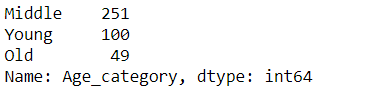 Middle    251
Young     100
Old        49
Name: Age_category, dtype: int64